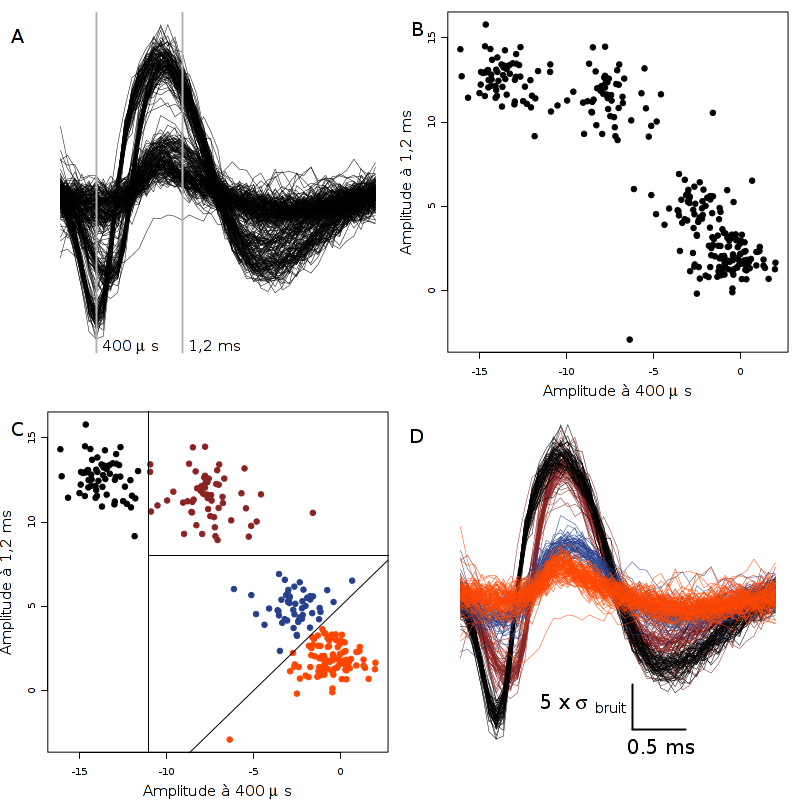 A
400 μ s
1,2 ms
B
15
10
5
0
Amplitude à 1,2 ms
-15
-10
-5
0
Amplitude à 400 μ s
C
15
10
5
0
Amplitude à 1,2 ms
-15
-10
-5
0
Amplitude à 400 μ s
D
5 x σ bruit
0.5 ms